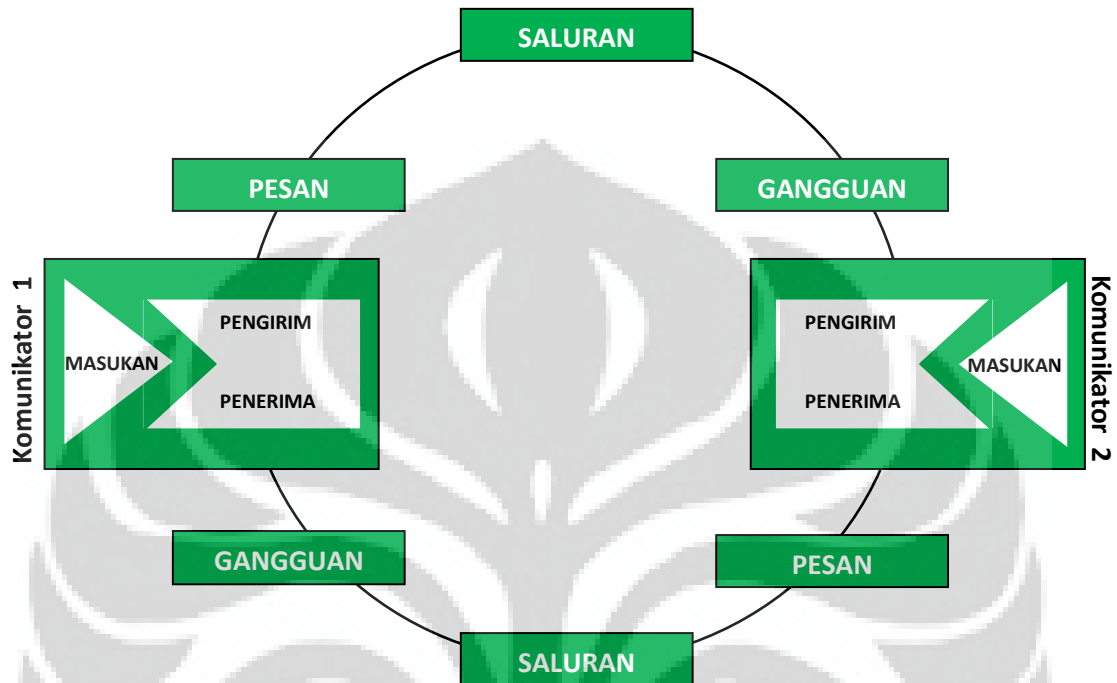 SALURAN
PESAN
GANGGUAN
Komunikator 1
PENGIRIM
MASUKAN
PENERIMA
PENGIRIM
MASUKAN
PENERIMA
Komunikator 2
GANGGUAN
PESAN
SALURAN